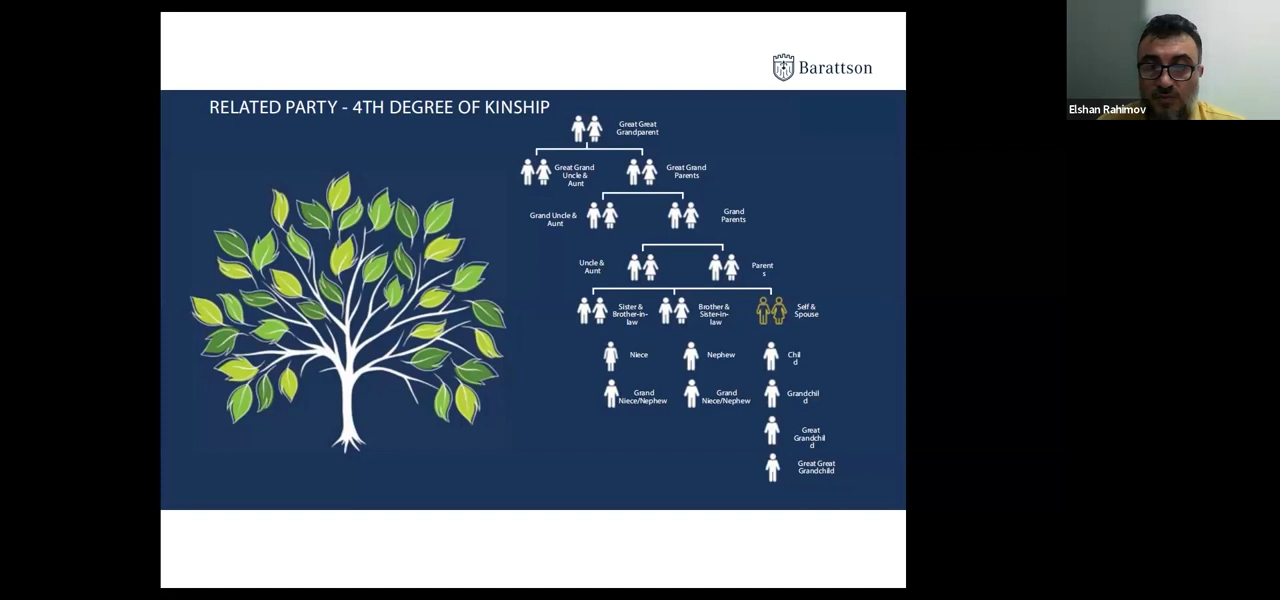 Barattson
Elshan Rahimov
RELATED PARTY - 4TH DEGREE OF KINSHIP
Great Great
Grandparent
Great Grand
Uncle &
Aunt
Great Grand
Parents
Grand Uncle &
Aunt
Grand
Parents
Uncle &
Aunt
Parent
s
Sister &
Brother-in-
law
Brother &
Sister-in-
law
Self &
Spouse
Niece
Nephew
Chil
d
Grand
Niece/Nephew
Grand
Niece/Nephew
Grandchil
d
Great
Grandchil
d
Great Great
Grandchild